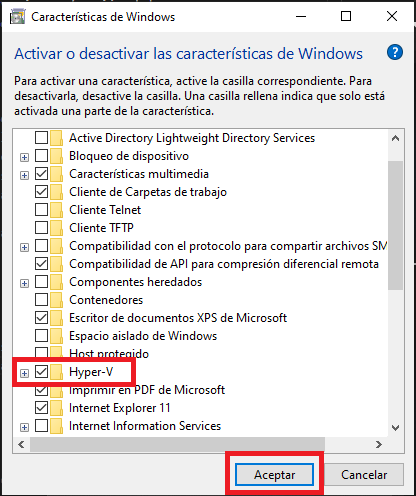 Características de Windows
Activar o desactivar las características de Windows
Para activar una característica, active la casilla correspondiente. Para
desactivarla, desactive la casilla. Una casilla rellena indica que solo está
activada una parte de la característica.
Active Directory Lightweight Directory Services
Bloqueo de dispositivo
Características multimedia
Cliente de Carpetas de trabajo
Cliente Telnet
Cliente TFTP
Compatibilidad con el protocolo para compartir archivos SM
Compatibilidad de API para compresión diferencial remota
Componentes heredados
Contenedores
Escritor de documentos XPS de Microsoft
Espacio aislado de Windows
Host protegido
Hyper-V
Imprimir en PDF de Microsoft
Internet Explorer 11
Internet Information Services
Aceptar
Cancelar